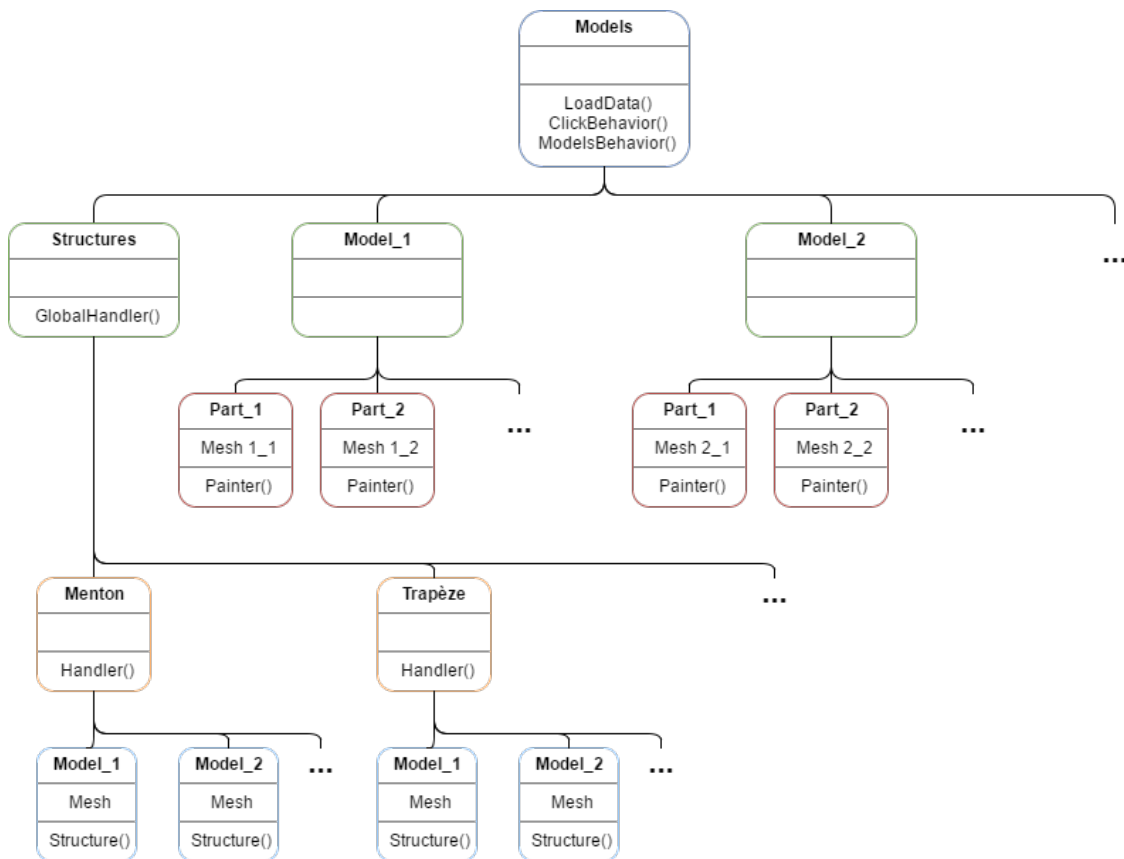 Models
LoadData()
ClickBehavior()
ModelsBehavior()
Structures
GlobalHandler()
Model_1
Model_2
...
Part_1
Mesh 1_1
Painter()
Part_2
Mesh 1_2
Painter()
...
Part_1
Mesh 2_1
Painter()
Part_2
Mesh 2_2
Painter()
...
Menton
Handler()
Trapèze
Handler()
...
Model_1
Mesh
Structure()
Model_2
Mesh
Structure()
...
Model_1
Mesh
Structure()
Model_2
Mesh
Structure()
...